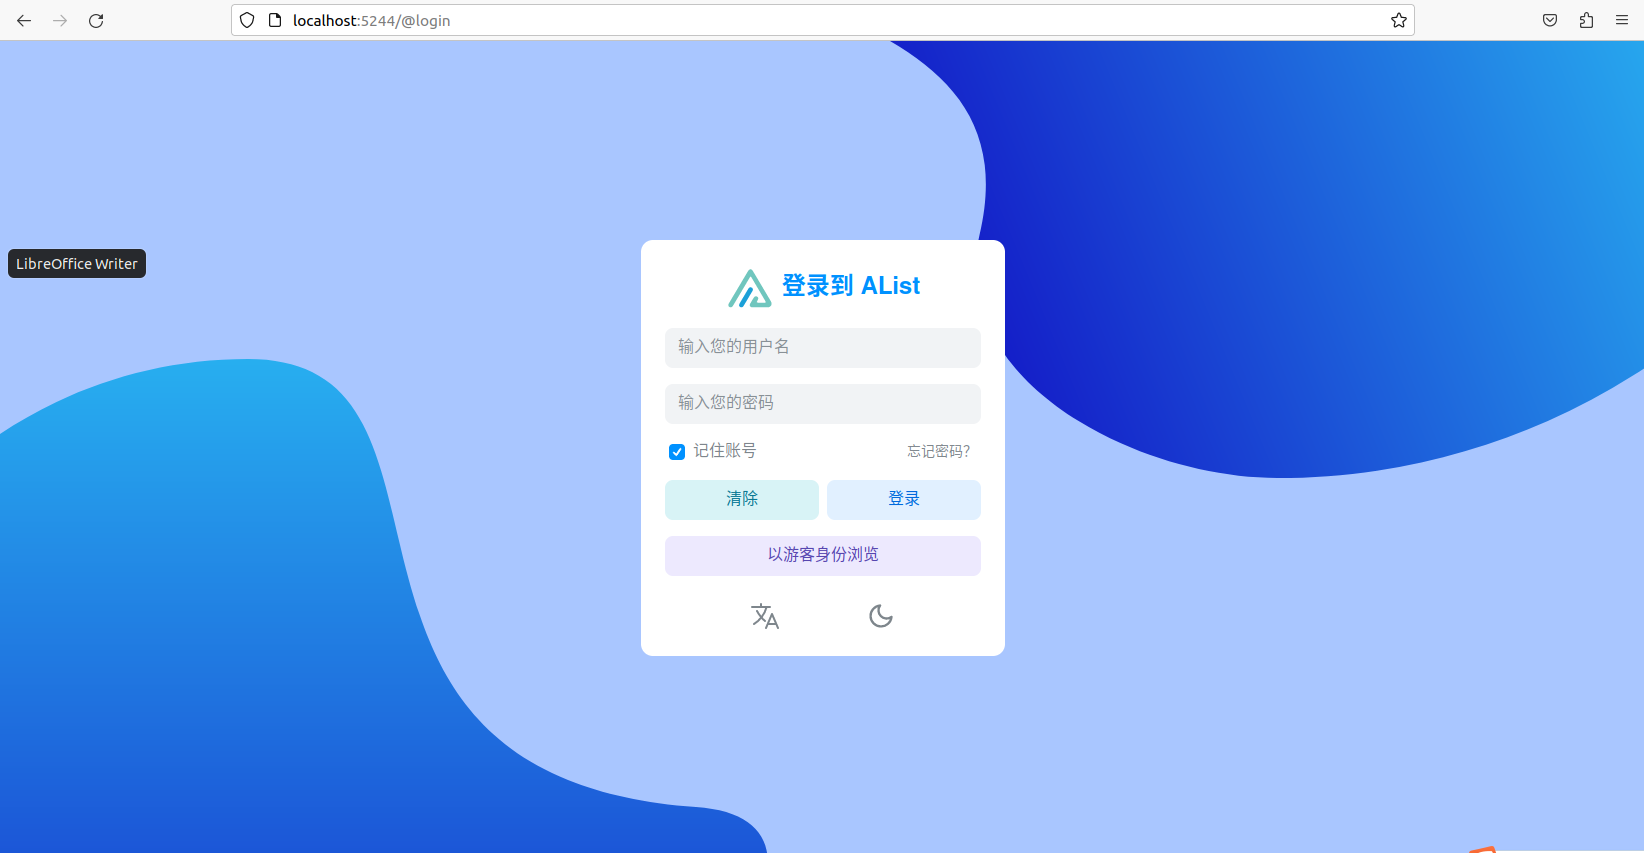 localhost:5244/@login
LibreOffice Writer
登录到 AList
输入您的用户名
输入您的密码
记住账号
忘记密码?
清除
登录
以游客身份浏览